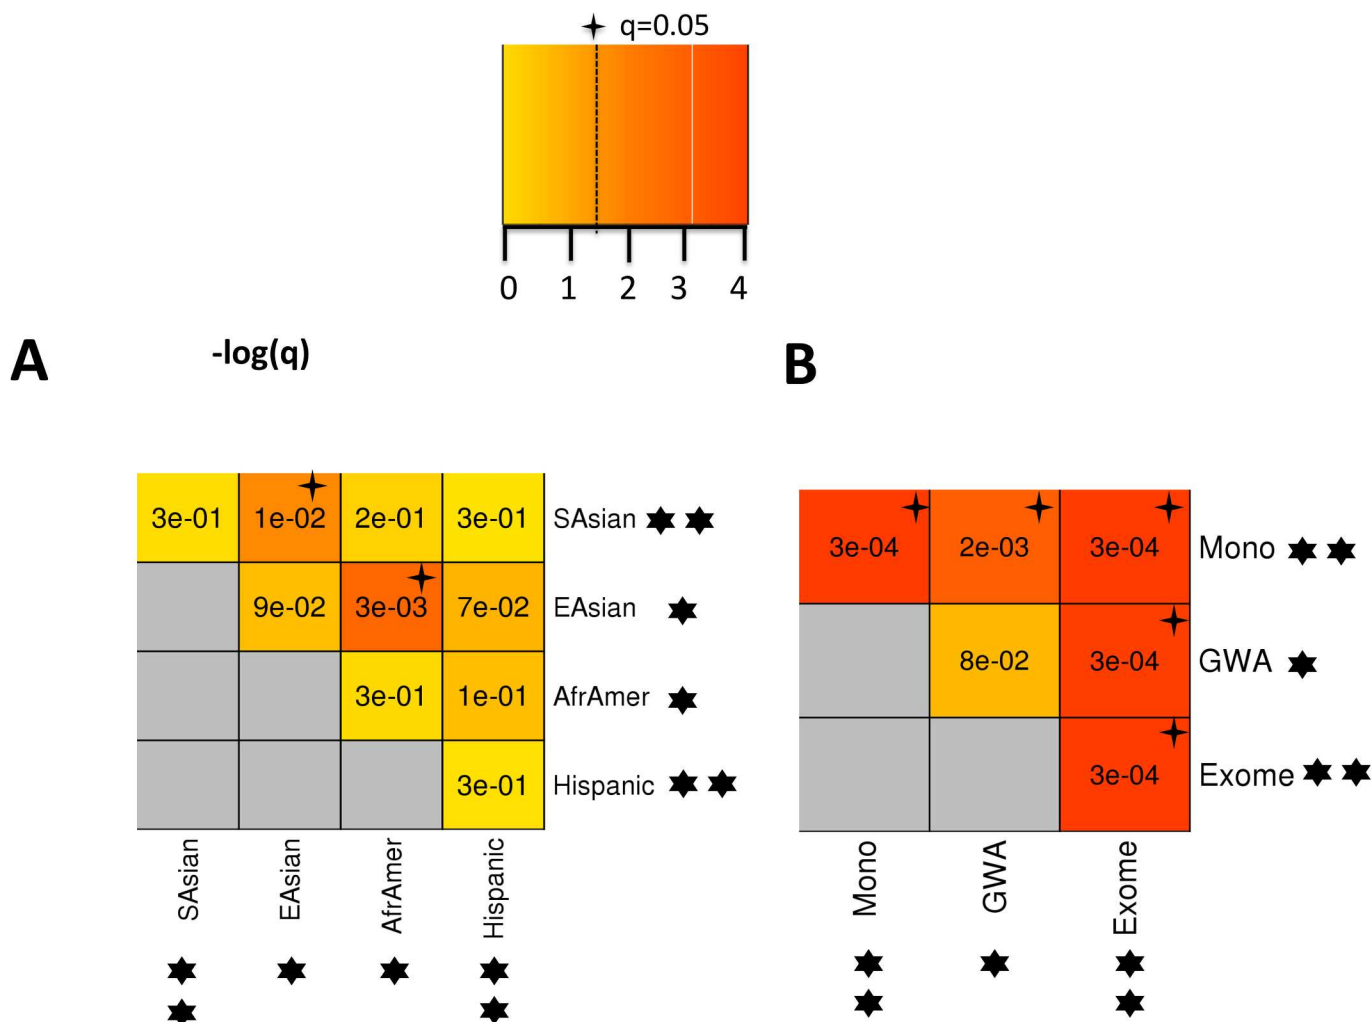 q=0.05
0 1 2 3 4
A -log(q) B
3e-01 1e-02 2e-01 3e-01 SAsian
9e-02 3e-03 7e-02 EAsian
3e-01 1e-01 AfrAmer
3e-01 Hispanic
SAsian EAsian AfrAmer Hispanic
3e-04 2e-03 3e-04 Mono
8e-02 3e-04 GWA
3e-04 Exome
Mono GWA Exome